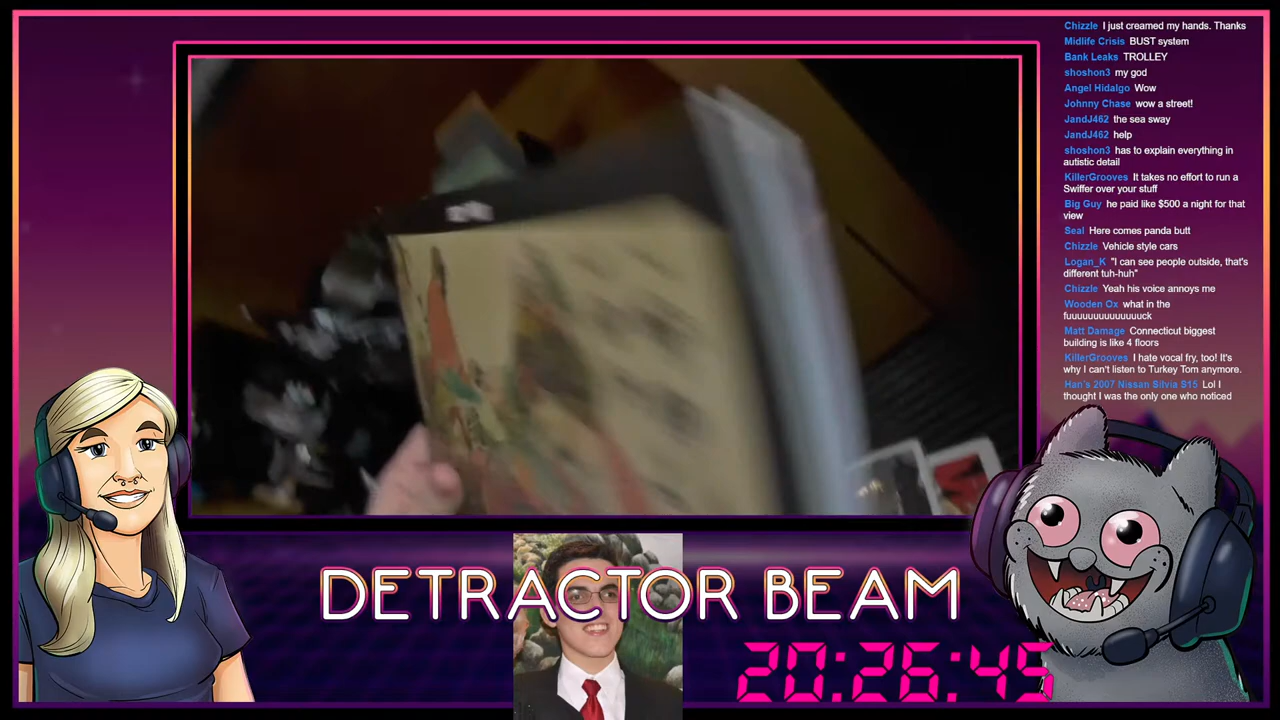 Chizzle I just creamed my hands. Thanks
Midlife Crisis BUST system
Bank Leaks TROLLEY
shoshon3 my god
Angel Hidalgo Wow
Johnny Chase wow a street!
JandJ462 the sea sway
JandJ462 help
shoshon3 has to explain everything in
autistic detail
KillerGrooves It takes no effort to run a
Swiffer over your stuff
Big Guy he paid like $500 a night for that
view
Seal Here comes panda butt
Chizzle Vehicle style cars
Logan_K "I can see people outside, that's
different tuh-huh"
Chizzle Yeah his voice annoys me
Wooden Ox what in the
fuuuuuuuuuuuuuck
Matt Damage Connecticut biggest
building is like 4 floors
KillerGrooves I hate vocal fry, too! It's
why I can't listen to Turkey Tom anymore.
Han's 2007 Nissan Silvia S15 Lol I
thought I was the only one who noticed
DETRACTOR BEAM
20:26:45